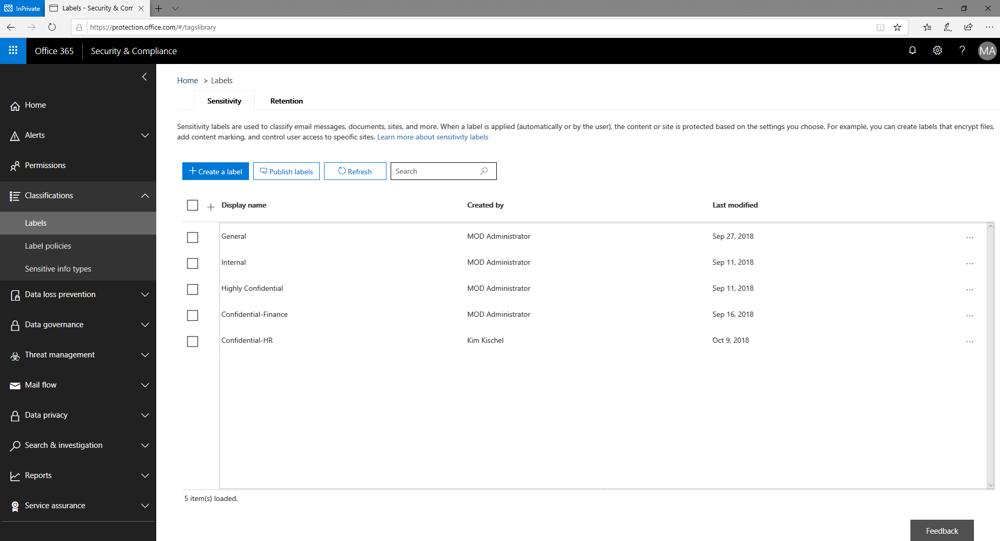 InPrivate
Labels - Security & Com
https://protection.office.com/#/tagslibrary
Office 365
Security & Compliance
?
MA
Home
Alerts
Permissions
Classifications
Labels
Label policies
Sensitive info types
Data loss prevention
Data governance
Threat management
Mail flow
Data privacy
Search & investigation
Reports
Service assurance
Home > Labels
Sensitivity
Retention
Sensitivity labels are used to classify email messages, documents, sites, and more. When a label is applied (automatically or by the user), the content or site is protected based on the settings you choose. For example, you can create labels that encrypt files,
add content marking, and control user access to specific sites. Learn more about sensitivity labels
+ Create a label
Publish labels
Refresh
Search
+ Display name Created by Last modified
General MOD Administrator Sep 27, 2018 ...
Internal MOD Administrator Sep 11, 2018 ...
Highly Confidential MOD Administrator Sep 11, 2018 ...
Confidential-Finance MOD Administrator Sep 16, 2018 ...
Confidential-HR Kim Kischel Oct 9, 2018 ...
5 item(s) loaded.
Feedback